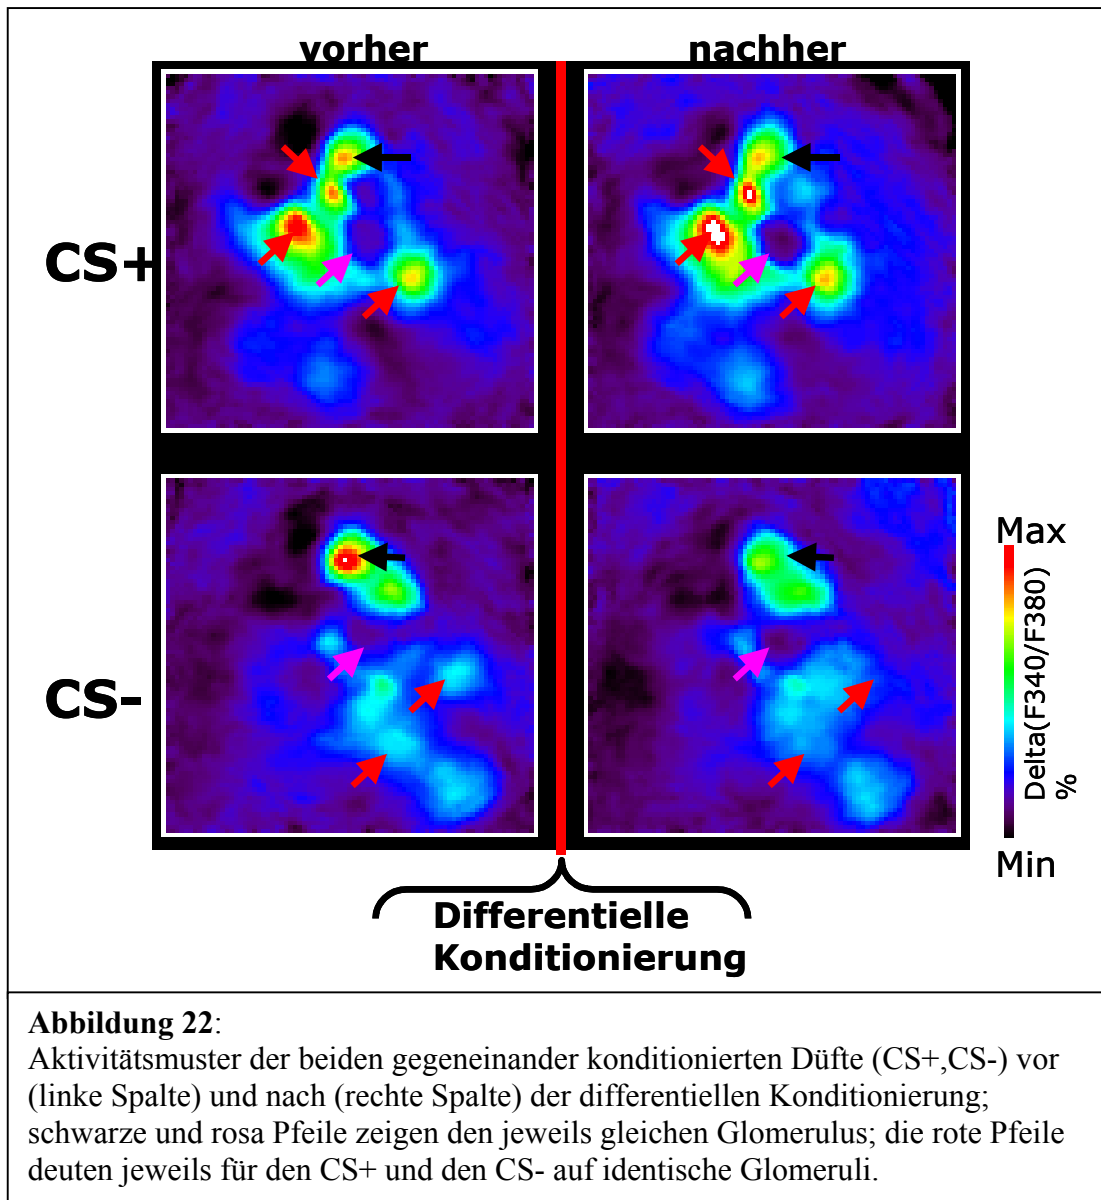 vorher nachher
CS+
CS-
Max
Delta(F340/F380)
%
Min
Differentielle
Konditionierung
Abbildung 22:
Aktivitätsmuster der beiden gegeneinander konditionierten Düfte (CS+,CS-) vor
(linke Spalte) und nach (rechte Spalte) der differentiellen Konditionierung;
schwarze und rosa Pfeile zeigen den jeweils gleichen Glomerulus; die rote Pfeile
deuten jeweils für den CS+ und den CS- auf identische Glomeruli.